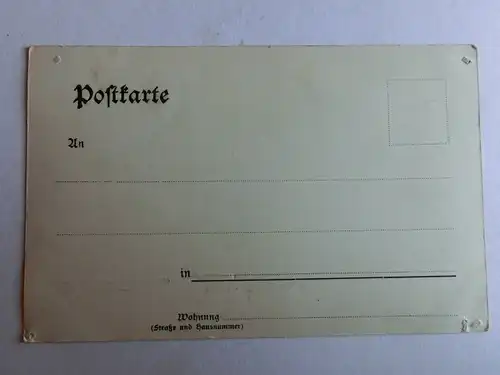 Poſtkarte
An
in
Wohnung
(Straße und Hausnummer)